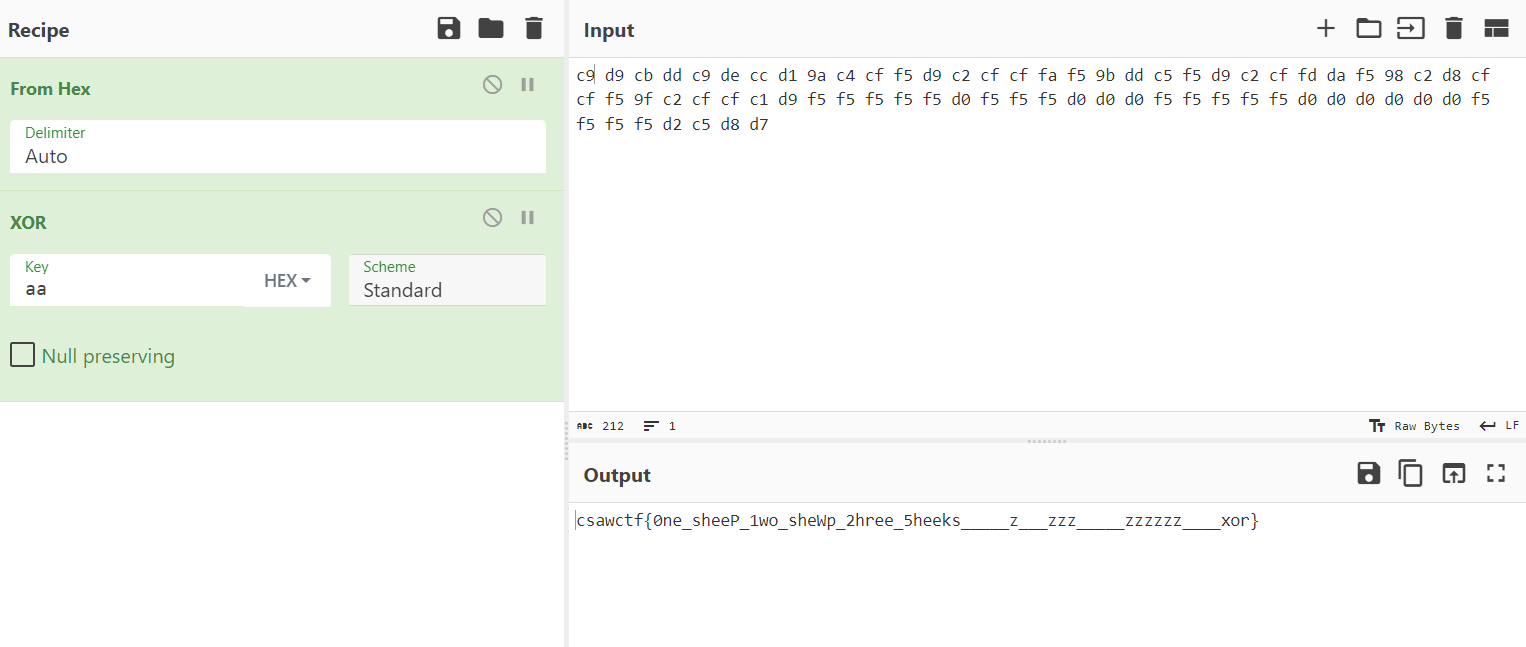 Recipe
From Hex
Delimiter
Auto
XOR
Key
aa
HEX
Scheme
Standard
Null preserving
Input
c9 d9 cb dd c9 de cc d1 9a c4 cf f5 d9 c2 cf cf fa f5 9b dd c5 f5 d9 c2 cf fd da f5 98 c2 d8 cf
cf f5 9f c2 cf cf c1 d9 f5 f5 f5 f5 f5 d0 f5 f5 f5 d0 d0 d0 f5 f5 f5 f5 f5 d0 d0 d0 d0 d0 d0 f5
f5 f5 f5 d2 c5 d8 d7
ABC 212 1
Tт Raw Bytes LF
Output
csawctf{0ne_sheeP_1wo_sheWp_2hree_5heeks_____z___zzz_____zzzzzz____xor}